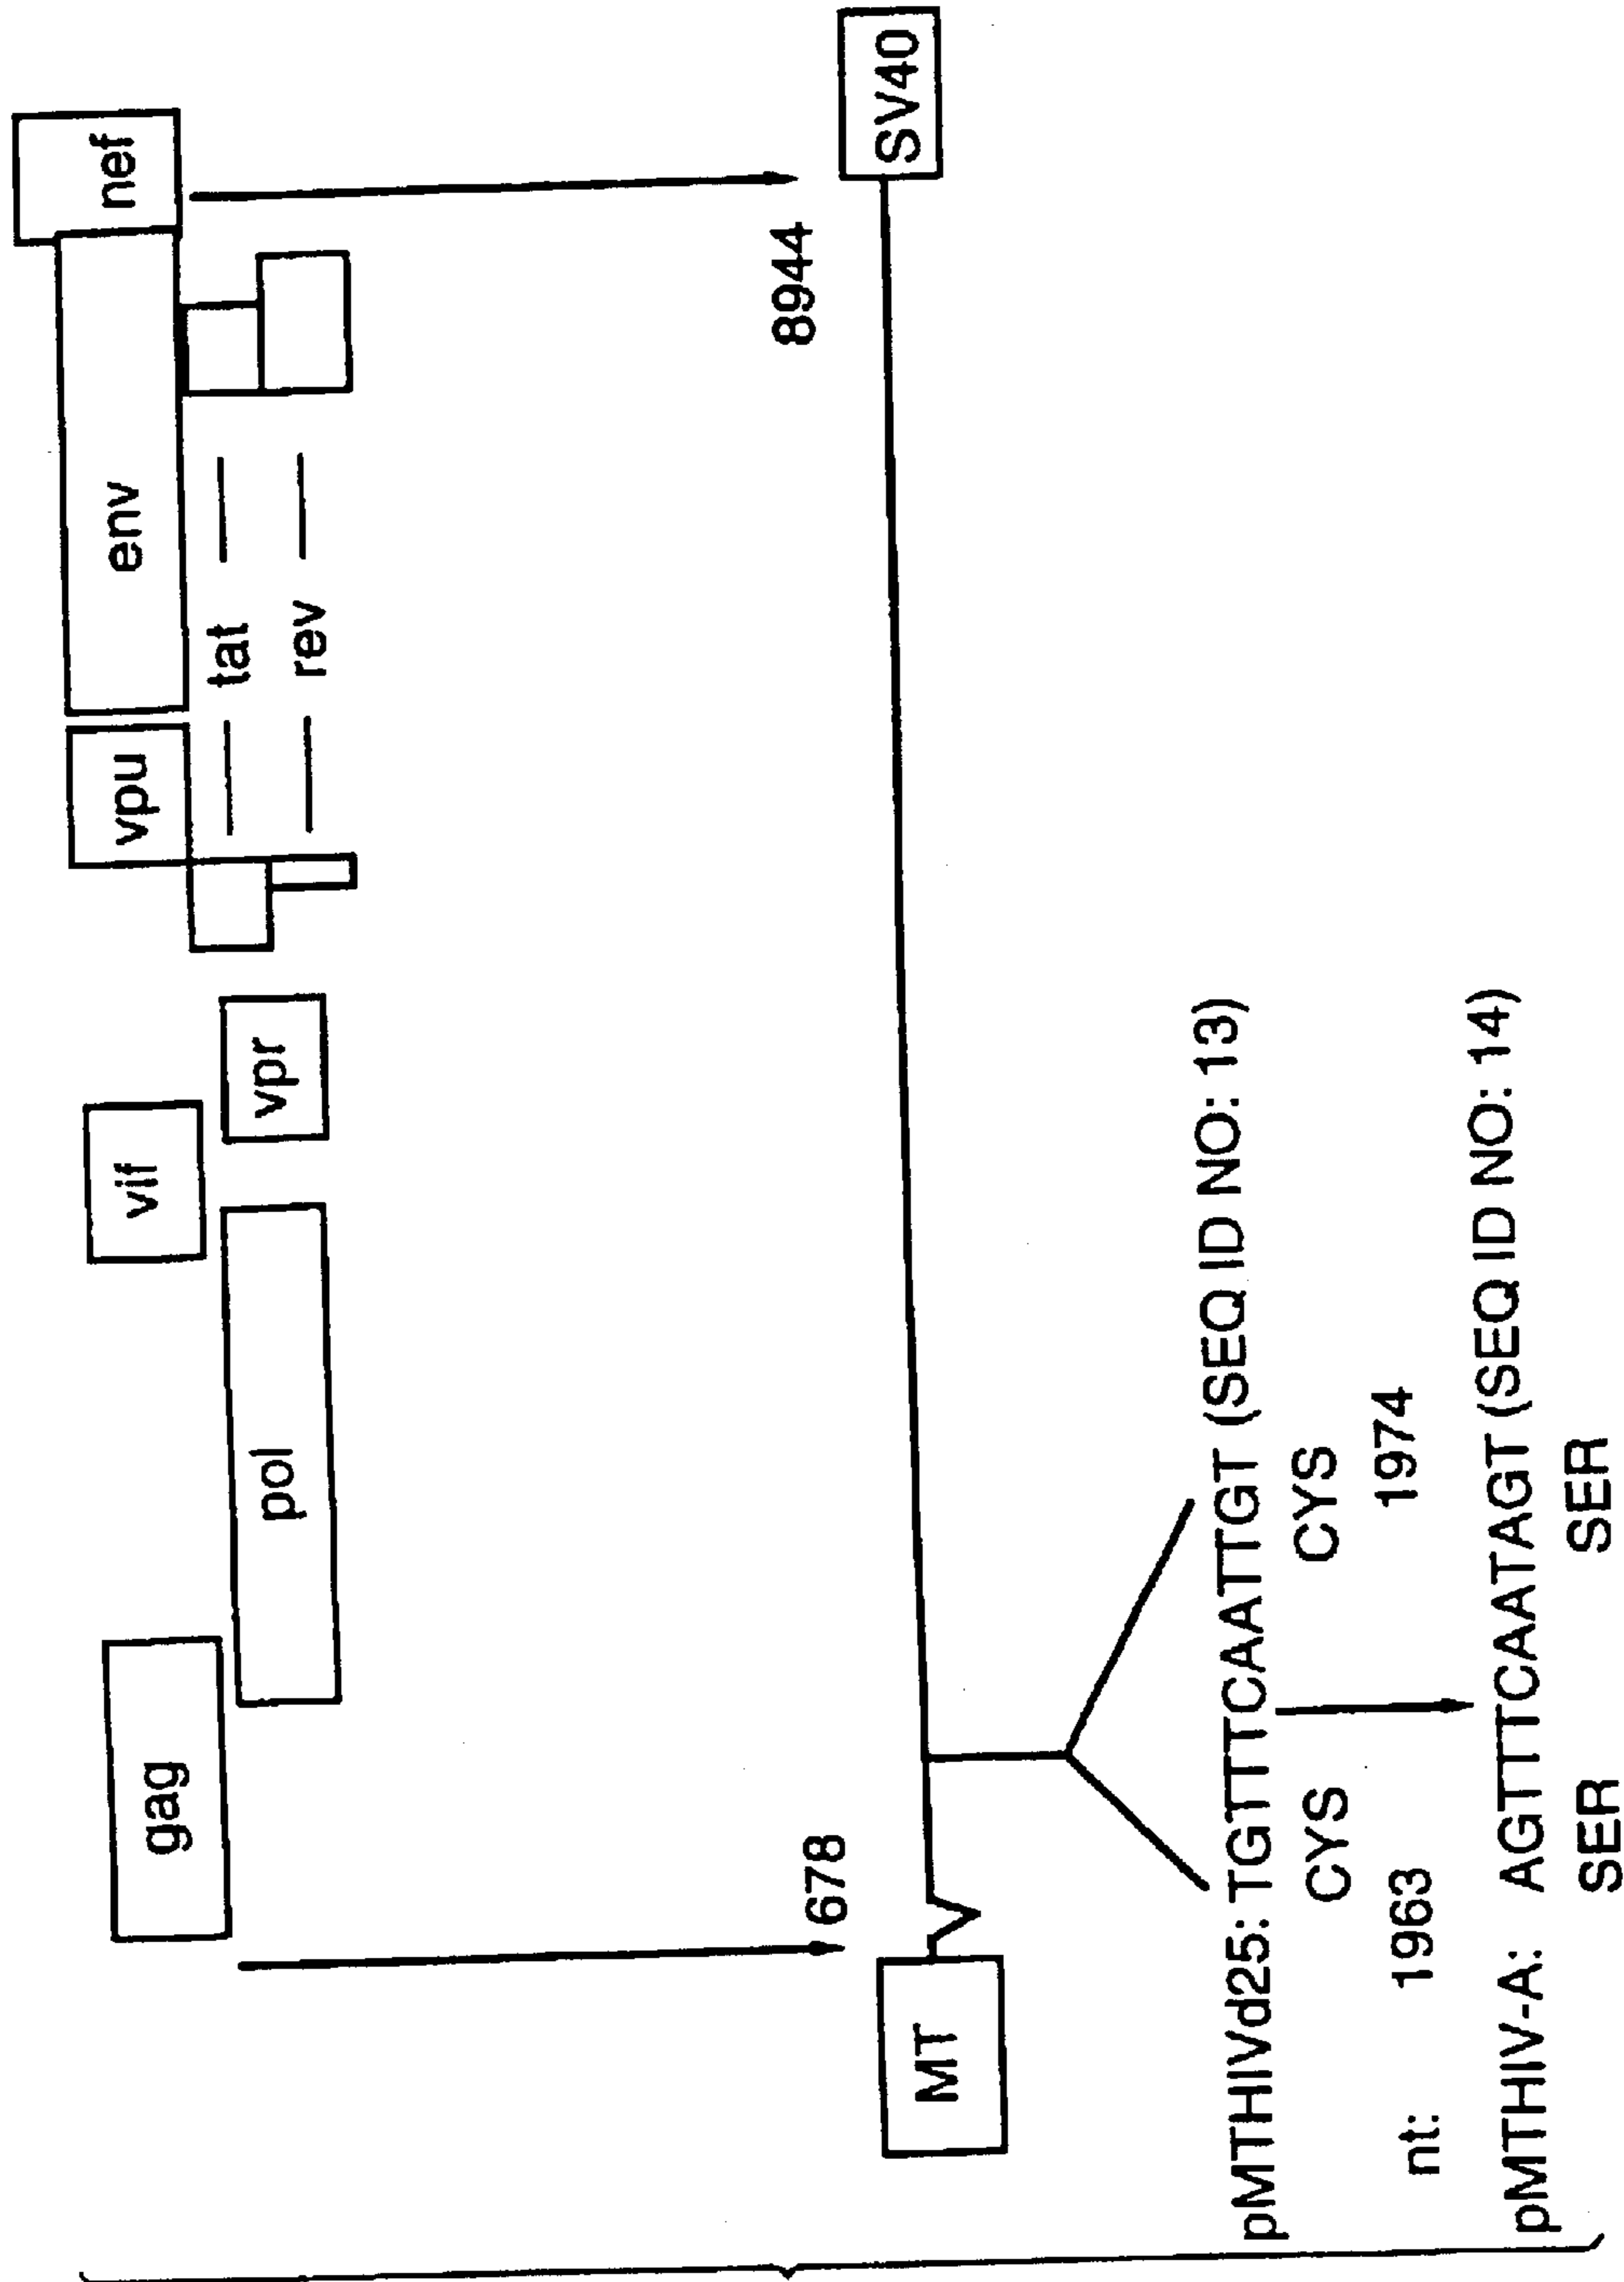 gag vif vpu env nef
pol vpr tat
rev
678 8944
MT SV40
pMTHIVd25: TGTTTCAATTGT (SEQ ID NO: 13)
CYS CYS
nt: 1963 1974
pMTHIV-A: AGTTTCAATAGT (SEQ ID NO: 14)
SER SER